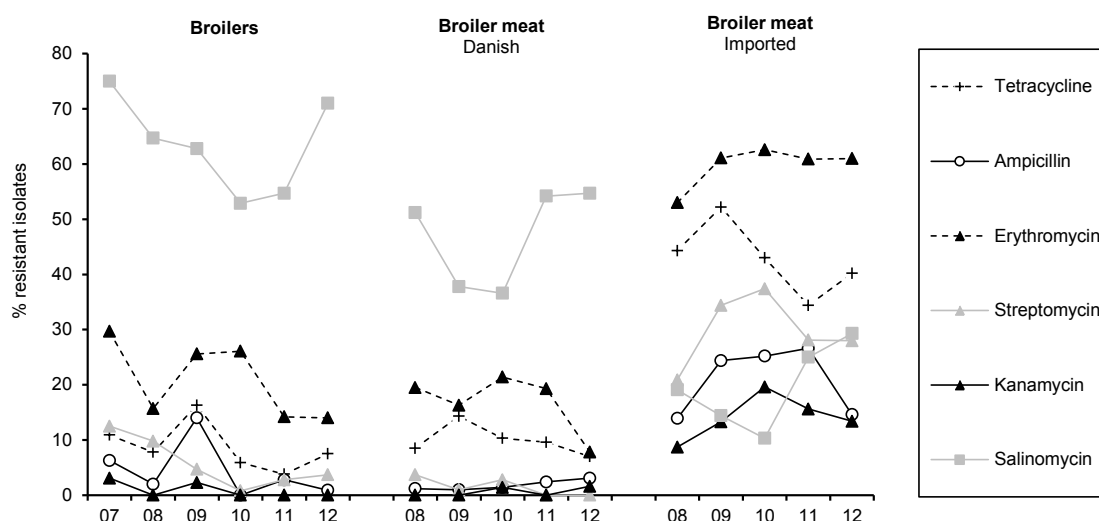 Broilers
Broiler meat
Danish
Broiler meat
Imported
% resistant isolates
80
70
60
50
40
30
20
10
0
07 08 09 10 11 12
08 09 10 11 12
08 09 10 11 12
Tetracycline
Ampicillin
Erythromycin
Streptomycin
Kanamycin
Salinomycin